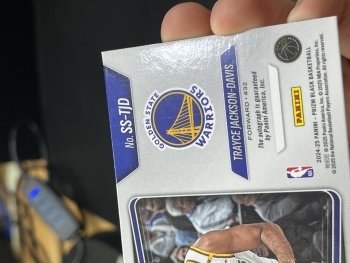 No. SS-TJD
GOLDEN STATE
WARRIORS
TRAYCE JACKSON-DAVIS
FORWARD • #32
The autograph is guaranteed
by Panini America, Inc.
PANINI
2024-25 PANINI - PRIZM BLACK BASKETBALL